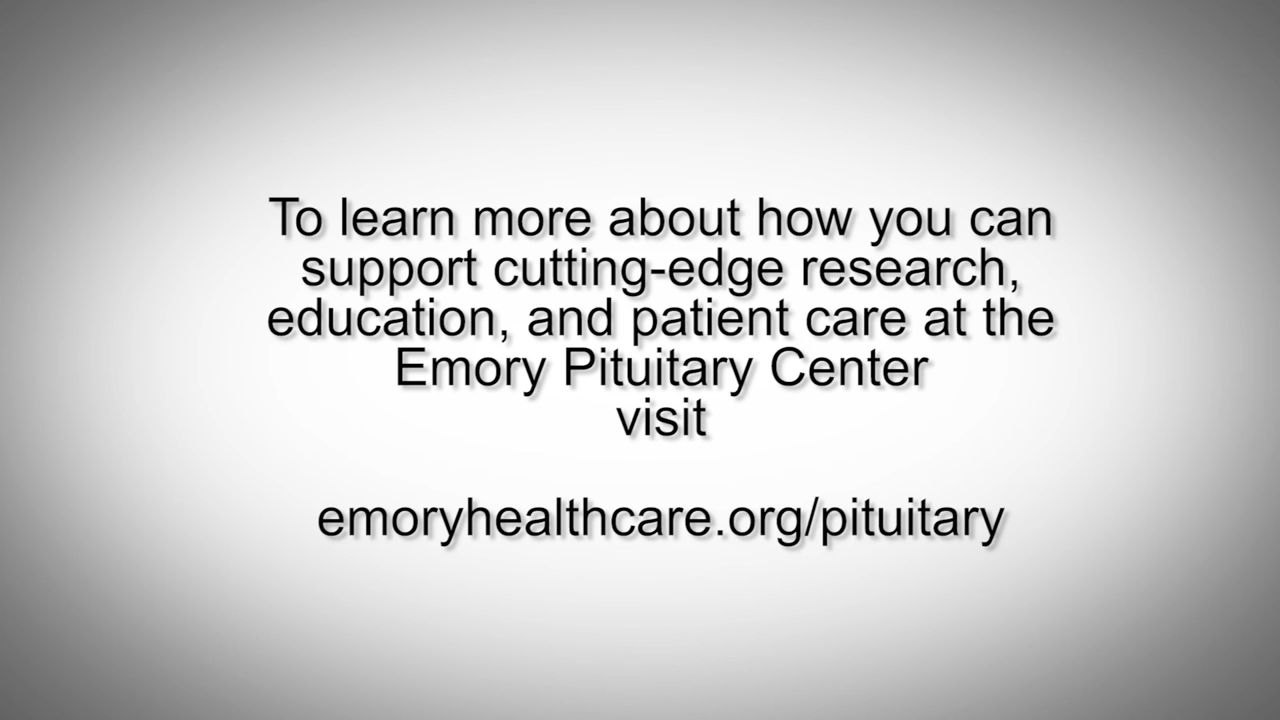 To learn more about how you can
support cutting-edge research,
education, and patient care at the
Emory Pituitary Center
visit
emoryhealthcare.org/pituitary